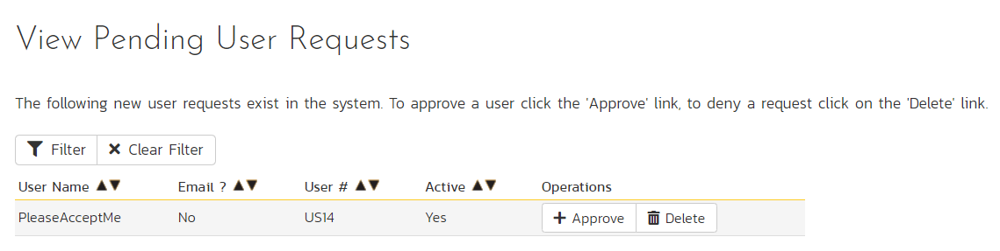 View Pending User Requests
The following new user requests exist in the system. To approve a user click the 'Approve' link, to deny a request click on the 'Delete' link.
Filter Clear Filter
User Name ▲▼ Email ? ▲▼ User # ▲▼ Active ▲▼ Operations
PleaseAcceptMe No US14 Yes Approve Delete